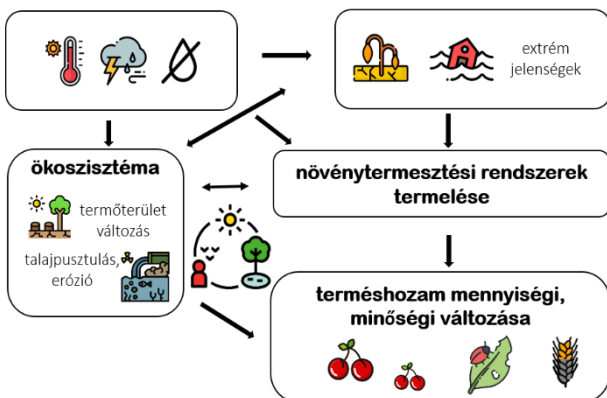 extrém
jelenségek
ökoszisztéma
termőterület
változás
talajpusztulás,
erózió
növénytermesztési rendszerek
termelése
terméshozam mennyiségi,
minőségi változása